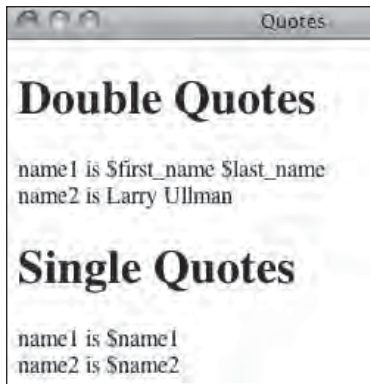 Quotes
Double Quotes
name1 is $first_name $last_name
name2 is Larry Ullman
Single Quotes
name1 is $name1
name2 is $name2